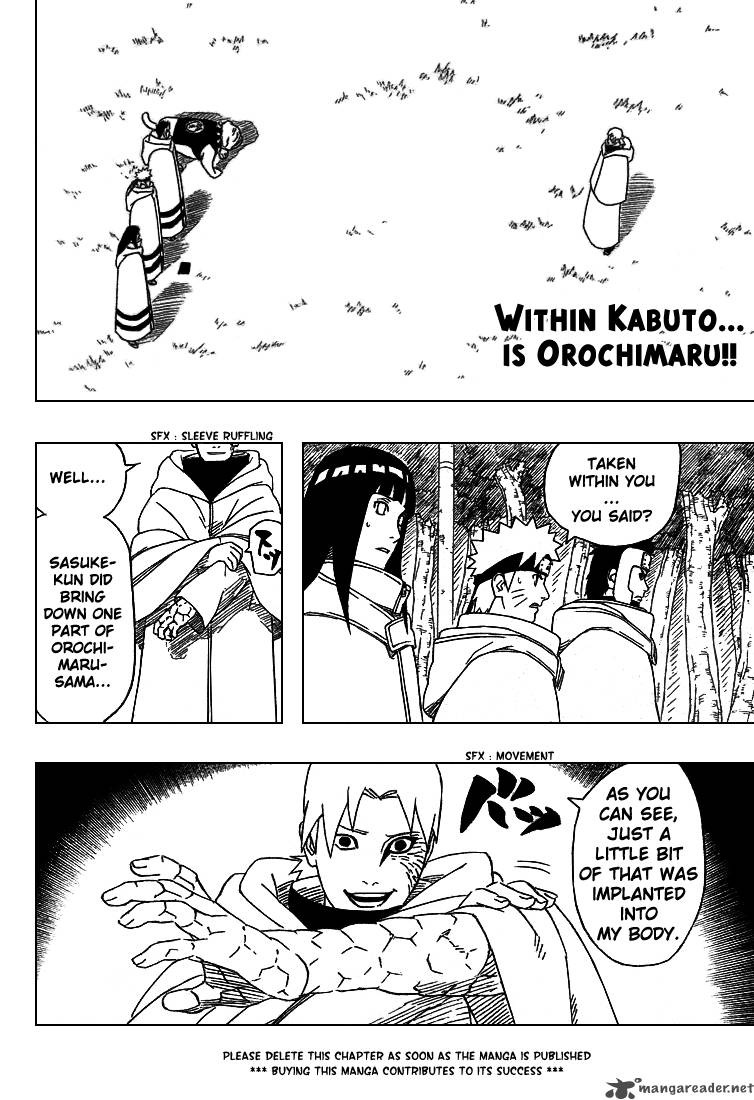 WITHIN KABUTO...
IS OROCHIMARU!!
SFX : SLEEVE RUFFLING
WELL...
SASUKE-
KUN DID
BRING
DOWN ONE
PART OF
OROCHI-
MARU-
SAMA...
TAKEN
WITHIN YOU
...
YOU SAID?
SFX : MOVEMENT
AS YOU
CAN SEE,
JUST A
LITTLE BIT
OF THAT WAS
IMPLANTED
INTO
MY BODY.
PLEASE DELETE THIS CHAPTER AS SOON AS THE MANGA IS PUBLISHED
*** BUYING THIS MANGA CONTRIBUTES TO ITS SUCCESS ***
mangareader.net